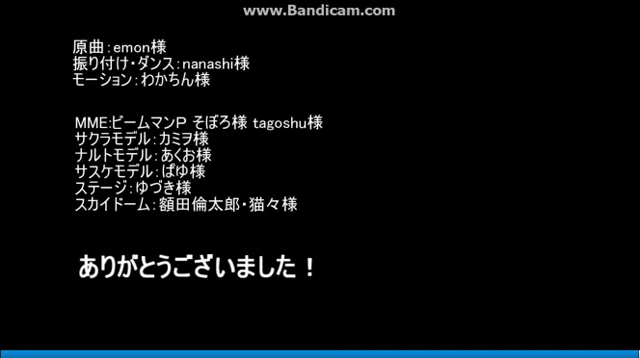 www.Bandicam.com
原曲：emon様
振り付け・ダンス：nanashi様
モーション：わかちん様
MME:ビームマンP そぼろ様 tagoshu様
サクラモデル：カミヲ様
ナルトモデル：あくお様
サスケモデル：ぱゆ様
ステージ：ゆづき様
スカイドーム：額田倫太郎・猫々様
ありがとうございました！